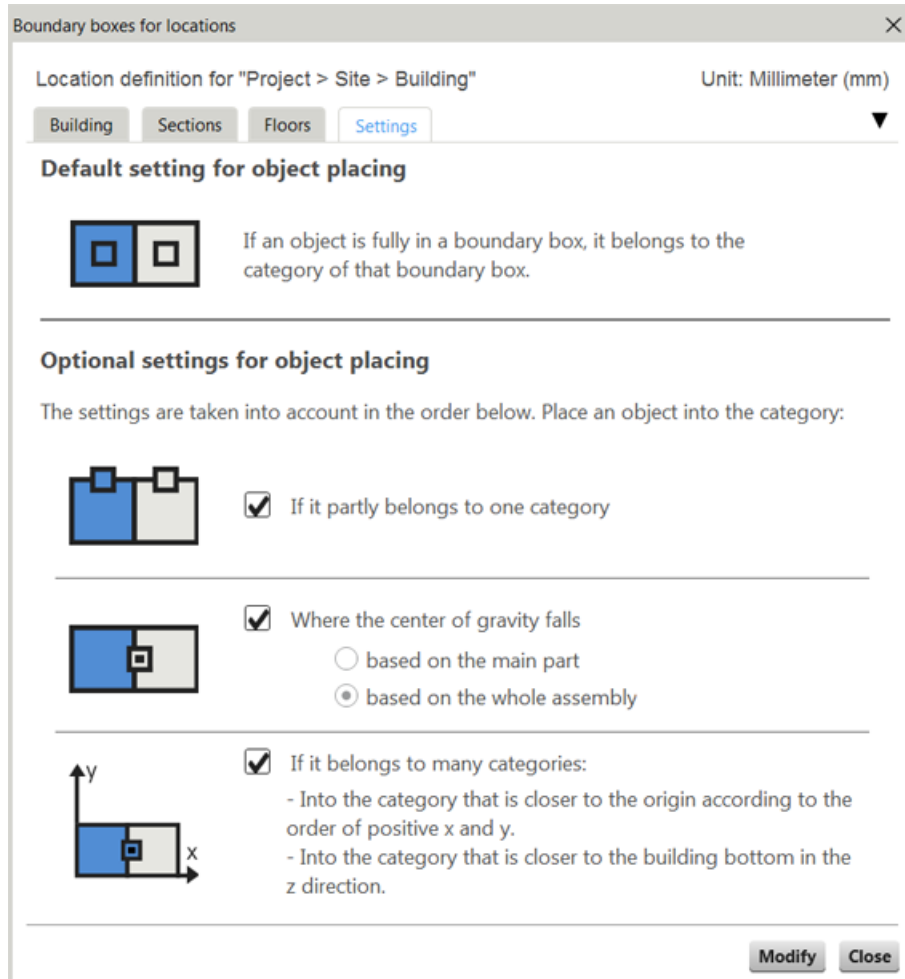 Boundary boxes for locations
Location definition for "Project > Site > Building" Unit: Millimeter (mm)
Building Sections Floors Settings
Default setting for object placing
If an object is fully in a boundary box, it belongs to the
category of that boundary box.
Optional settings for object placing
The settings are taken into account in the order below. Place an object into the category:
If it partly belongs to one category
Where the center of gravity falls
based on the main part
based on the whole assembly
y
x
If it belongs to many categories:
- Into the category that is closer to the origin according to the
order of positive x and y.
- Into the category that is closer to the building bottom in the
z direction.
Modify Close